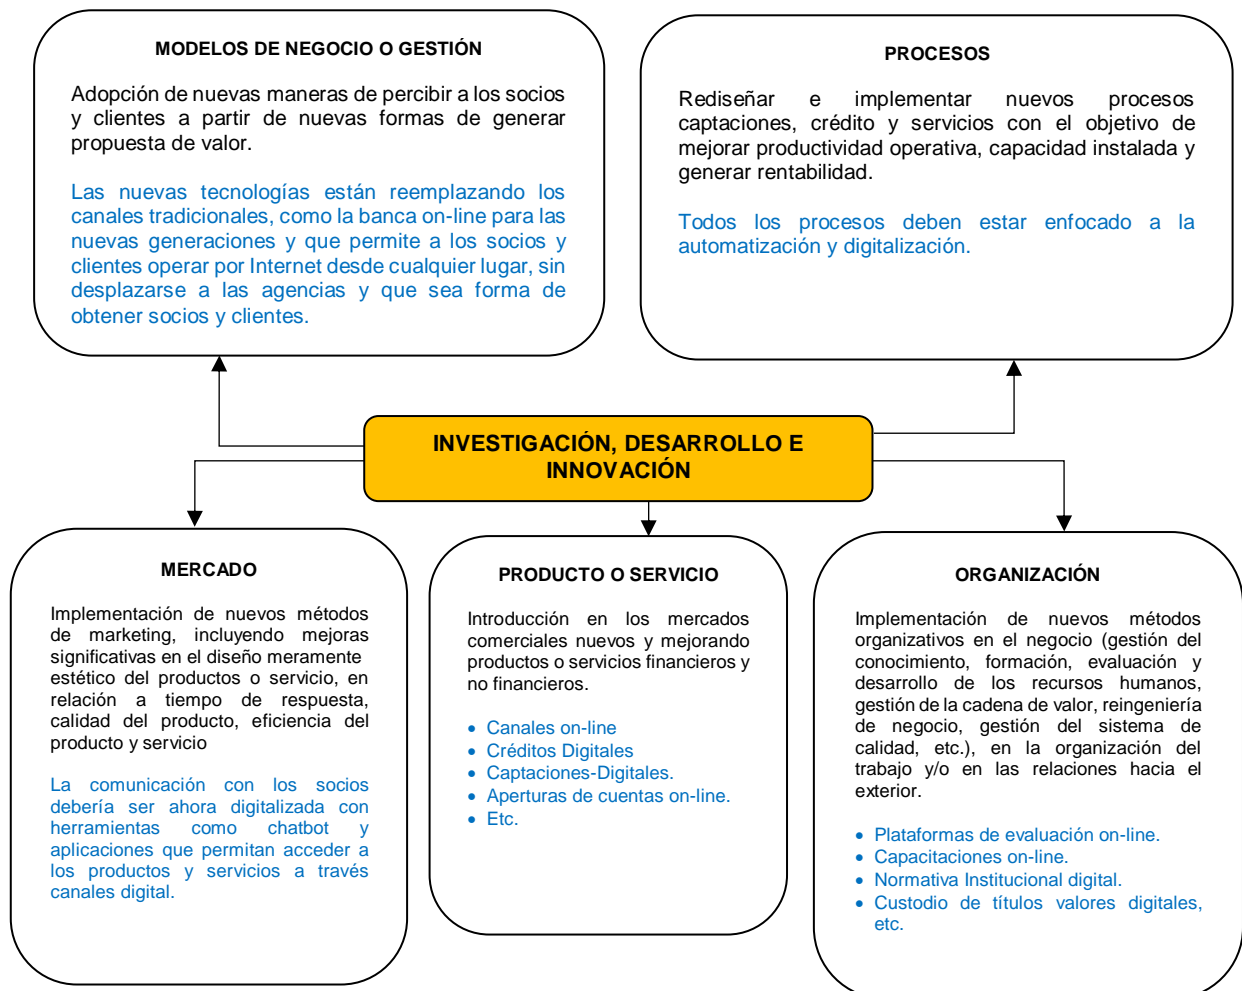 MODELOS DE NEGOCIO O GESTIÓN
Adopción de nuevas maneras de percibir a los socios
y clientes a partir de nuevas formas de generar
propuesta de valor.
Las nuevas tecnologías están reemplazando los
canales tradicionales, como la banca on-line para las
nuevas generaciones y que permite a los socios y
clientes operar por Internet desde cualquier lugar, sin
desplazarse a las agencias y que sea forma de
obtener socios y clientes.
PROCESOS
Rediseñar e implementar nuevos procesos
captaciones, crédito y servicios con el objetivo de
mejorar productividad operativa, capacidad instalada y
generar rentabilidad.
Todos los procesos deben estar enfocado a la
automatización y digitalización.
INVESTIGACIÓN, DESARROLLO E
INNOVACIÓN
MERCADO
Implementación de nuevos métodos
de marketing, incluyendo mejoras
significativas en el diseño meramente
estético del productos o servicio, en
relación a tiempo de respuesta,
calidad del producto, eficiencia del
producto y servicio
La comunicación con los socios
debería ser ahora digitalizada con
herramientas como chatbot y
aplicaciones que permitan acceder a
los productos y servicios a través
canales digital.
PRODUCTO O SERVICIO
Introducción en los mercados
comerciales nuevos y mejorando
productos o servicios financieros y
no financieros.
• Canales on-line
• Créditos Digitales
• Captaciones-Digitales.
• Aperturas de cuentas on-line.
• Etc.
ORGANIZACIÓN
Implementación de nuevos métodos
organizativos en el negocio (gestión del
conocimiento, formación, evaluación y
desarrollo de los recursos humanos,
gestión de la cadena de valor, reingeniería
de negocio, gestión del sistema de
calidad, etc.), en la organización del
trabajo y/o en las relaciones hacia el
exterior.
• Plataformas de evaluación on-line.
• Capacitaciones on-line.
• Normativa Institucional digital.
• Custodio de títulos valores digitales,
etc.